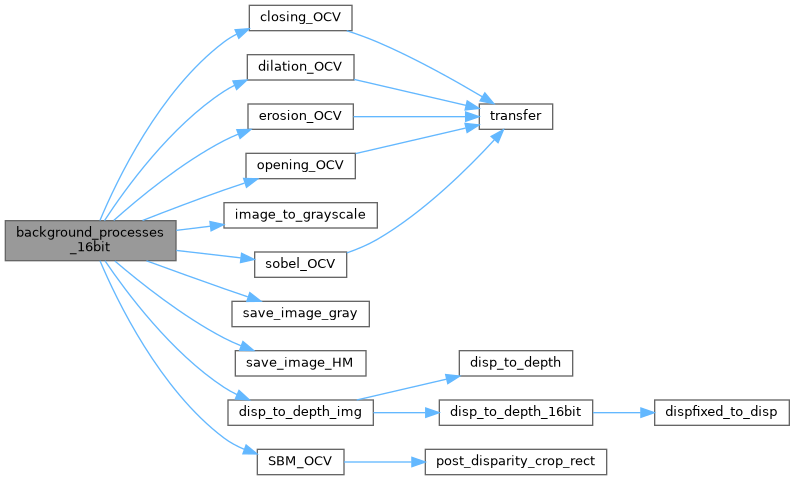 closing_OCV
dilation_OCV
erosion_OCV
transfer
opening_OCV
image_to_grayscale
background_processes
_16bit
sobel_OCV
save_image_gray
save_image_HM
disp_to_depth
disp_to_depth_img
disp_to_depth_16bit
dispfixed_to_disp
SBM_OCV
post_disparity_crop_rect